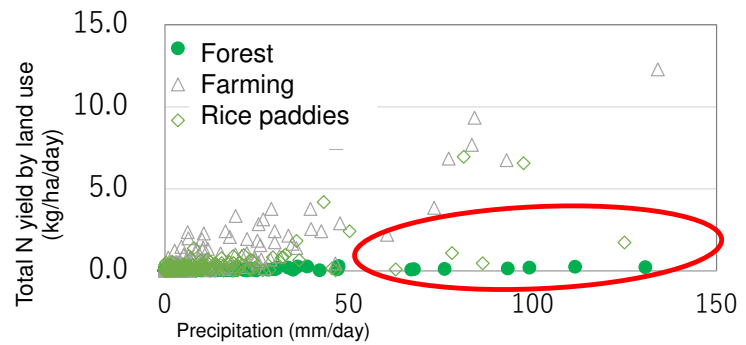 15.0
10.0
5.0
0.0
Total N yield by land use
(kg/ha/day)
Forest
Farming
Rice paddies
0
50
100
150
Precipitation (mm/day)